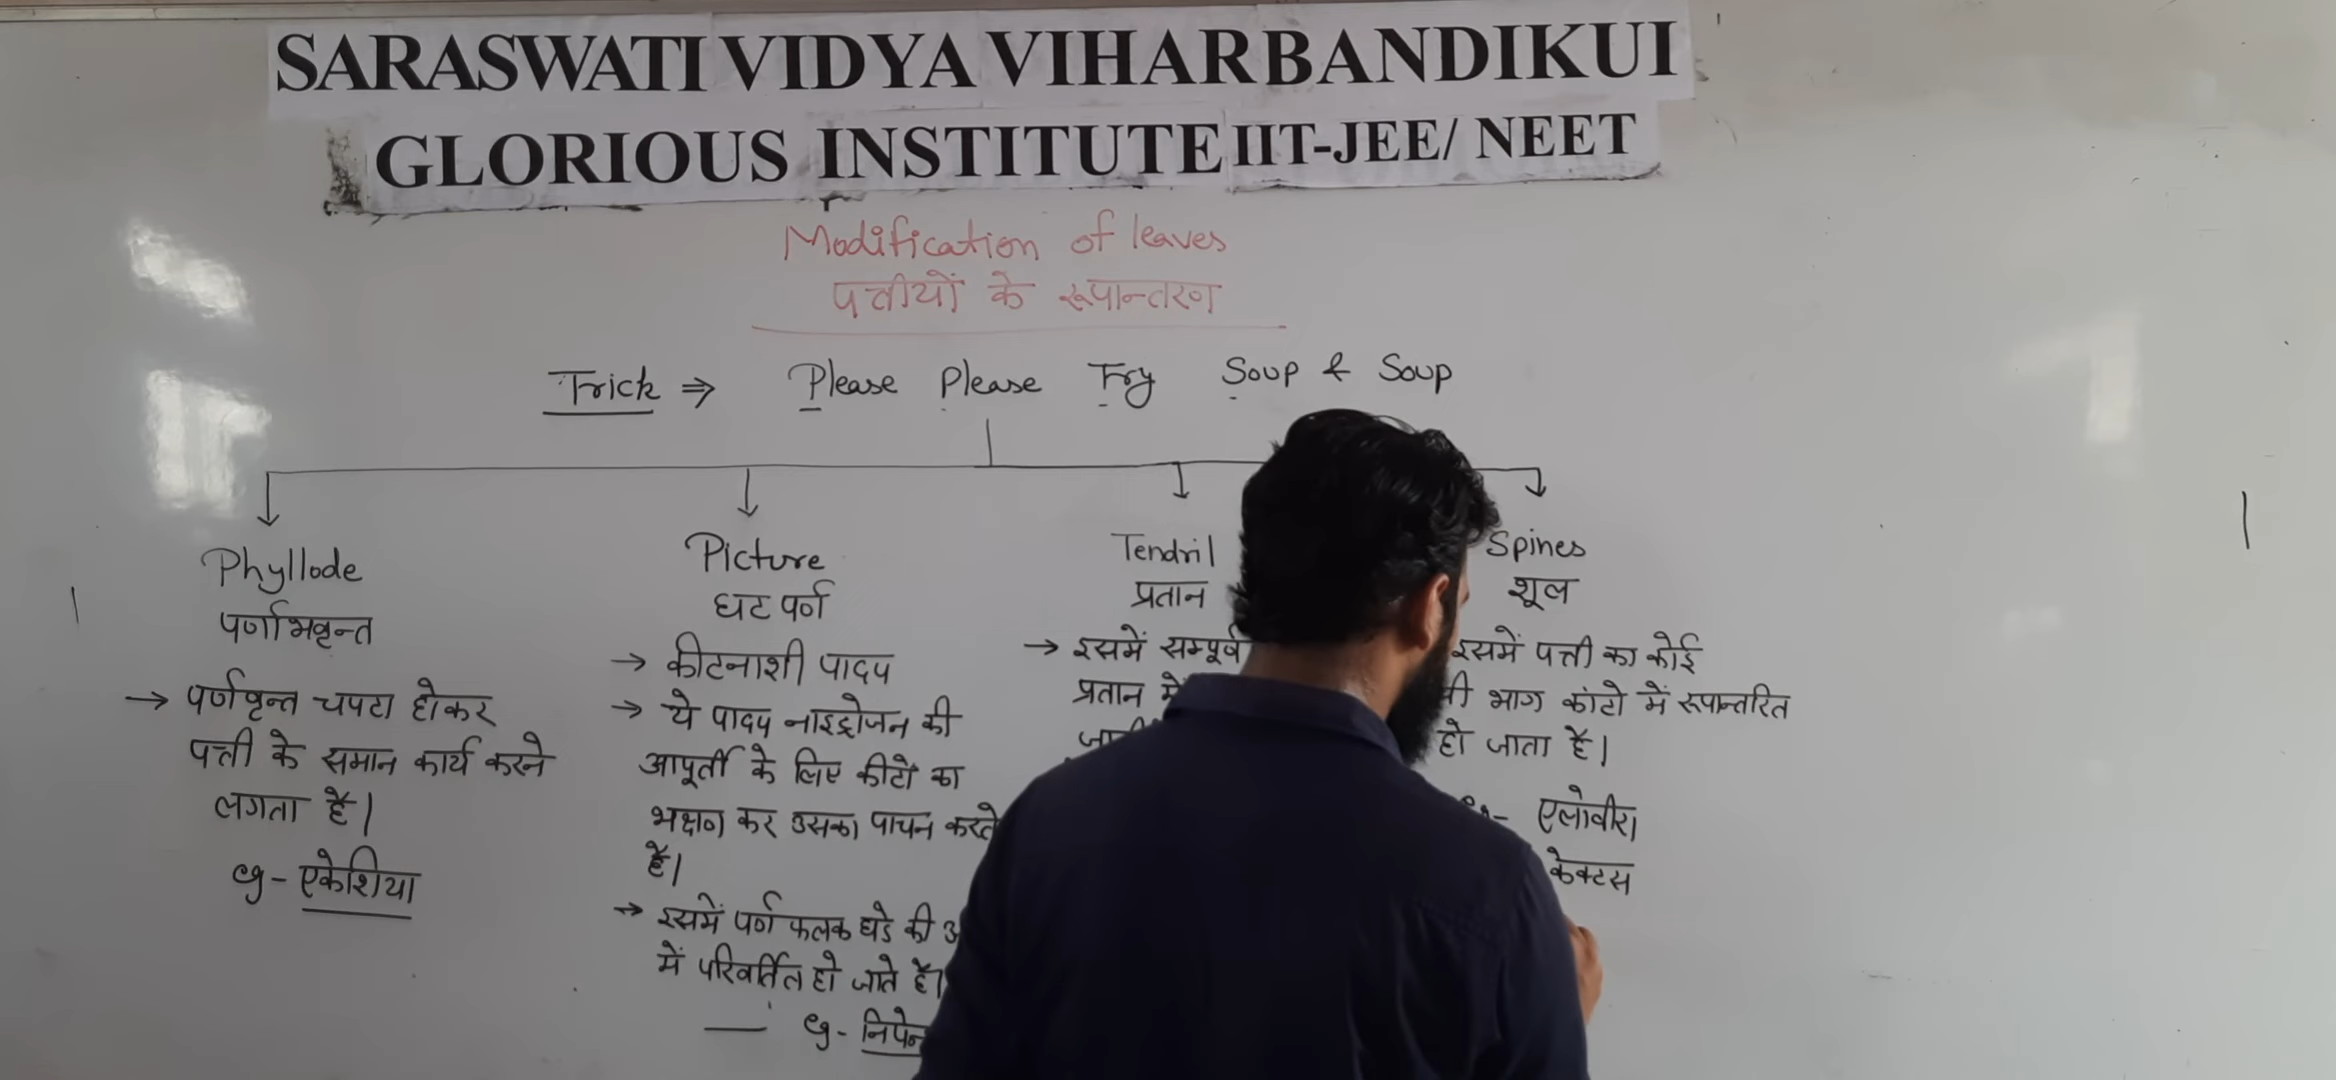 SARASWATI VIDYA VIHAR BANDIKUI
GLORIOUS INSTITUTE IIT-JEE/ NEET
Modification of leaves
पत्तीयों के रूपान्तरण
Trick ⇒ Please Please Try Soup & Soup
Phyllode
पर्णाभवृन्त
→ पर्णवृन्त चपटा होकर
पत्ती के समान कार्य करने
लगता है।
eg - एकेशिया
Picture
घट पर्ण
→ कीटनाशी पादप
→ ये पादप नाइट्रोजन की
आपूर्ती के लिए कीटों का
भक्षण कर उसका पाचन करते
है।
→ इसमें पर्ण फलक घडे की
में परिवर्तित हो जाते है।
— eg -
Tendril
प्रतान
→ इसमें
प्रतान में
Spines
शूल
इसमें पत्ती का कोई
भाग कांटो में रूपान्तरित
हो जाता है।
एलोवीरा
केक्टस